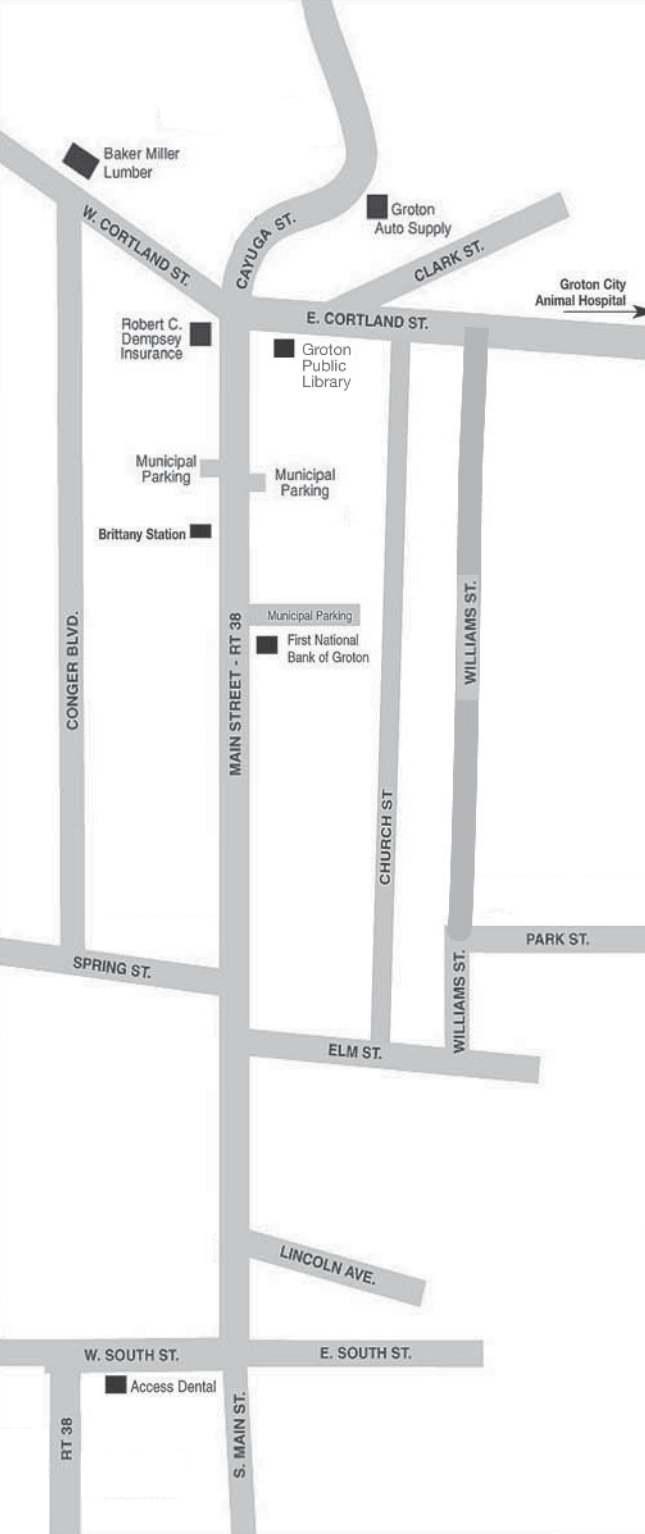 Baker Miller
Lumber
W. CORTLAND ST.
CAYUGA ST.
Groton
Auto Supply
CLARK ST.
Groton City
Animal Hospital
E. CORTLAND ST.
Robert C.
Dempsey
Insurance
Groton
Public
Library
Municipal
Parking
Municipal
Parking
Brittany Station
CONGER BLVD.
MAIN STREET - RT 38
Municipal Parking
First National
Bank of Groton
WILLIAMS ST.
CHURCH ST
PARK ST.
SPRING ST.
WILLIAMS ST.
ELM ST.
LINCOLN AVE.
W. SOUTH ST.
E. SOUTH ST.
Access Dental
RT 38
S. MAIN ST.